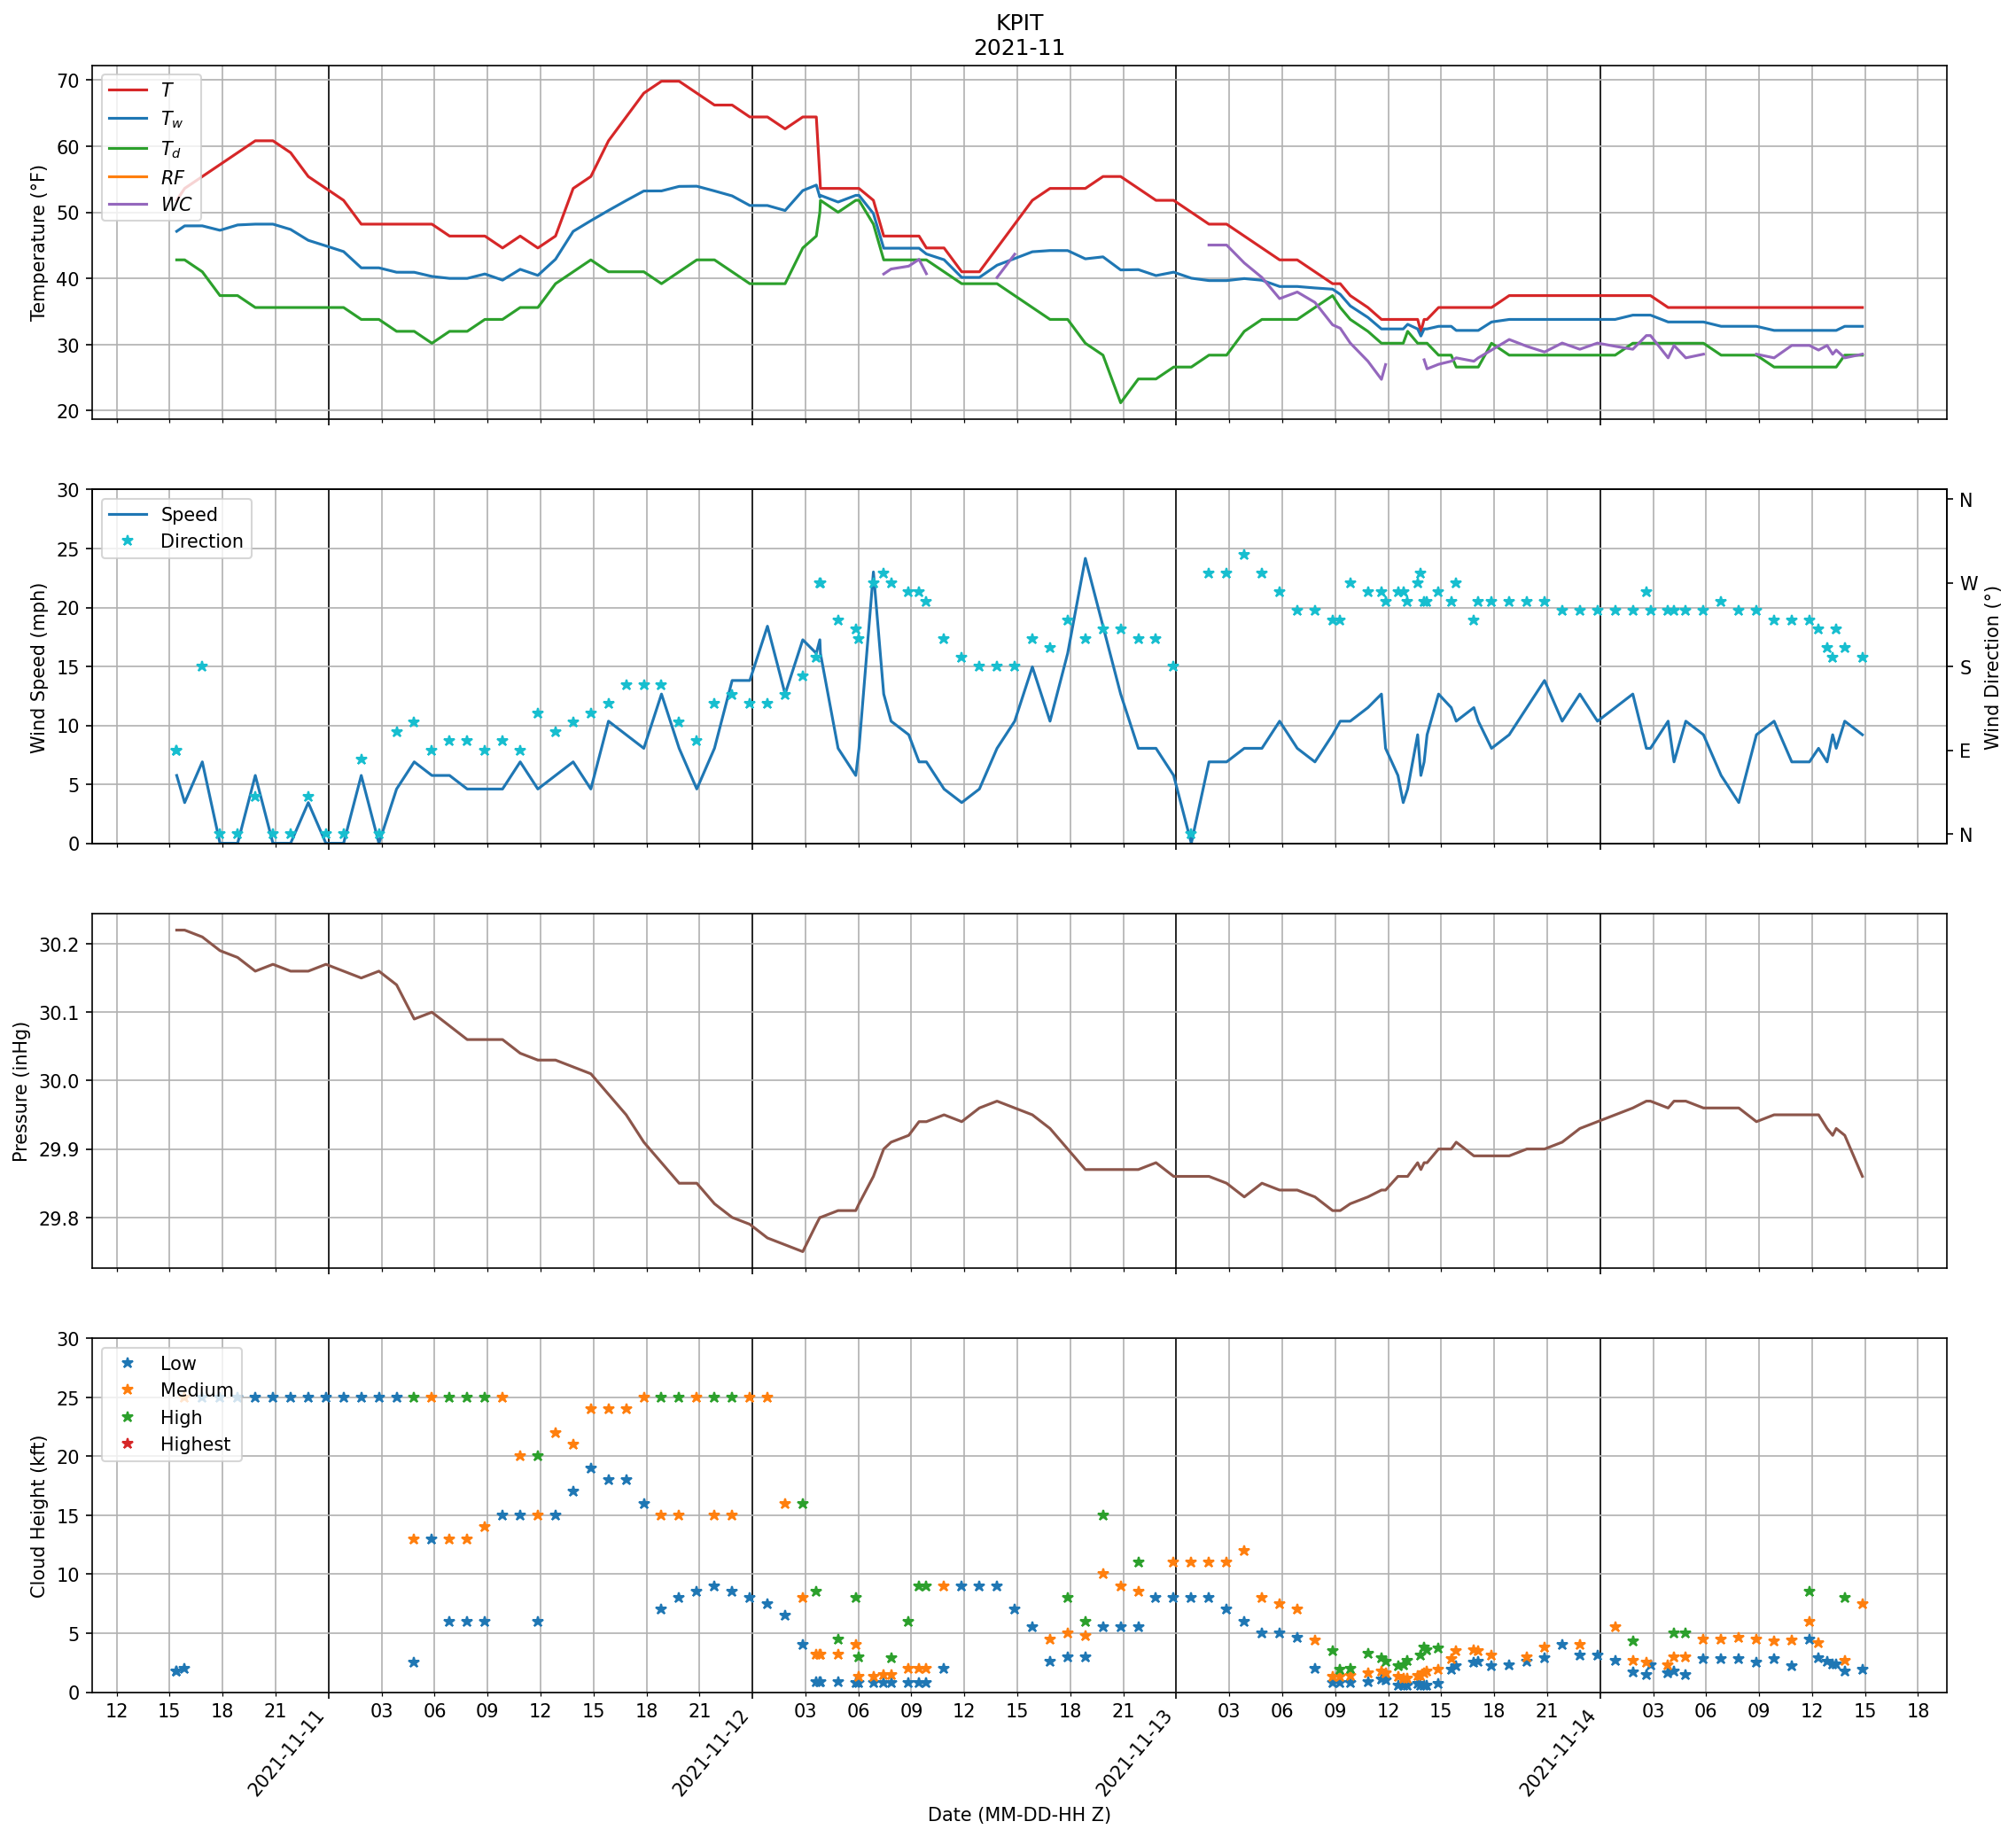 KPIT
2021-11
70
60
50
40
30
20
Temperature (°F)
T
Tw
Td
RF
WC
30
25
20
15
10
5
0
Wind Speed (mph)
Speed
Direction
N
W
S
E
N
Wind Direction (°)
30.2
30.1
30.0
29.9
29.8
Pressure (inHg)
30
25
20
15
10
5
0
Cloud Height (kft)
Low
Medium
High
Highest
12 15 18 21 2021-11-11 03 06 09 12 15 18 21 2021-11-12 03 06 09 12 15 18 21 2021-11-13 03 06 09 12 15 18 21 2021-11-14 03 06 09 12 15 18
Date (MM-DD-HH Z)